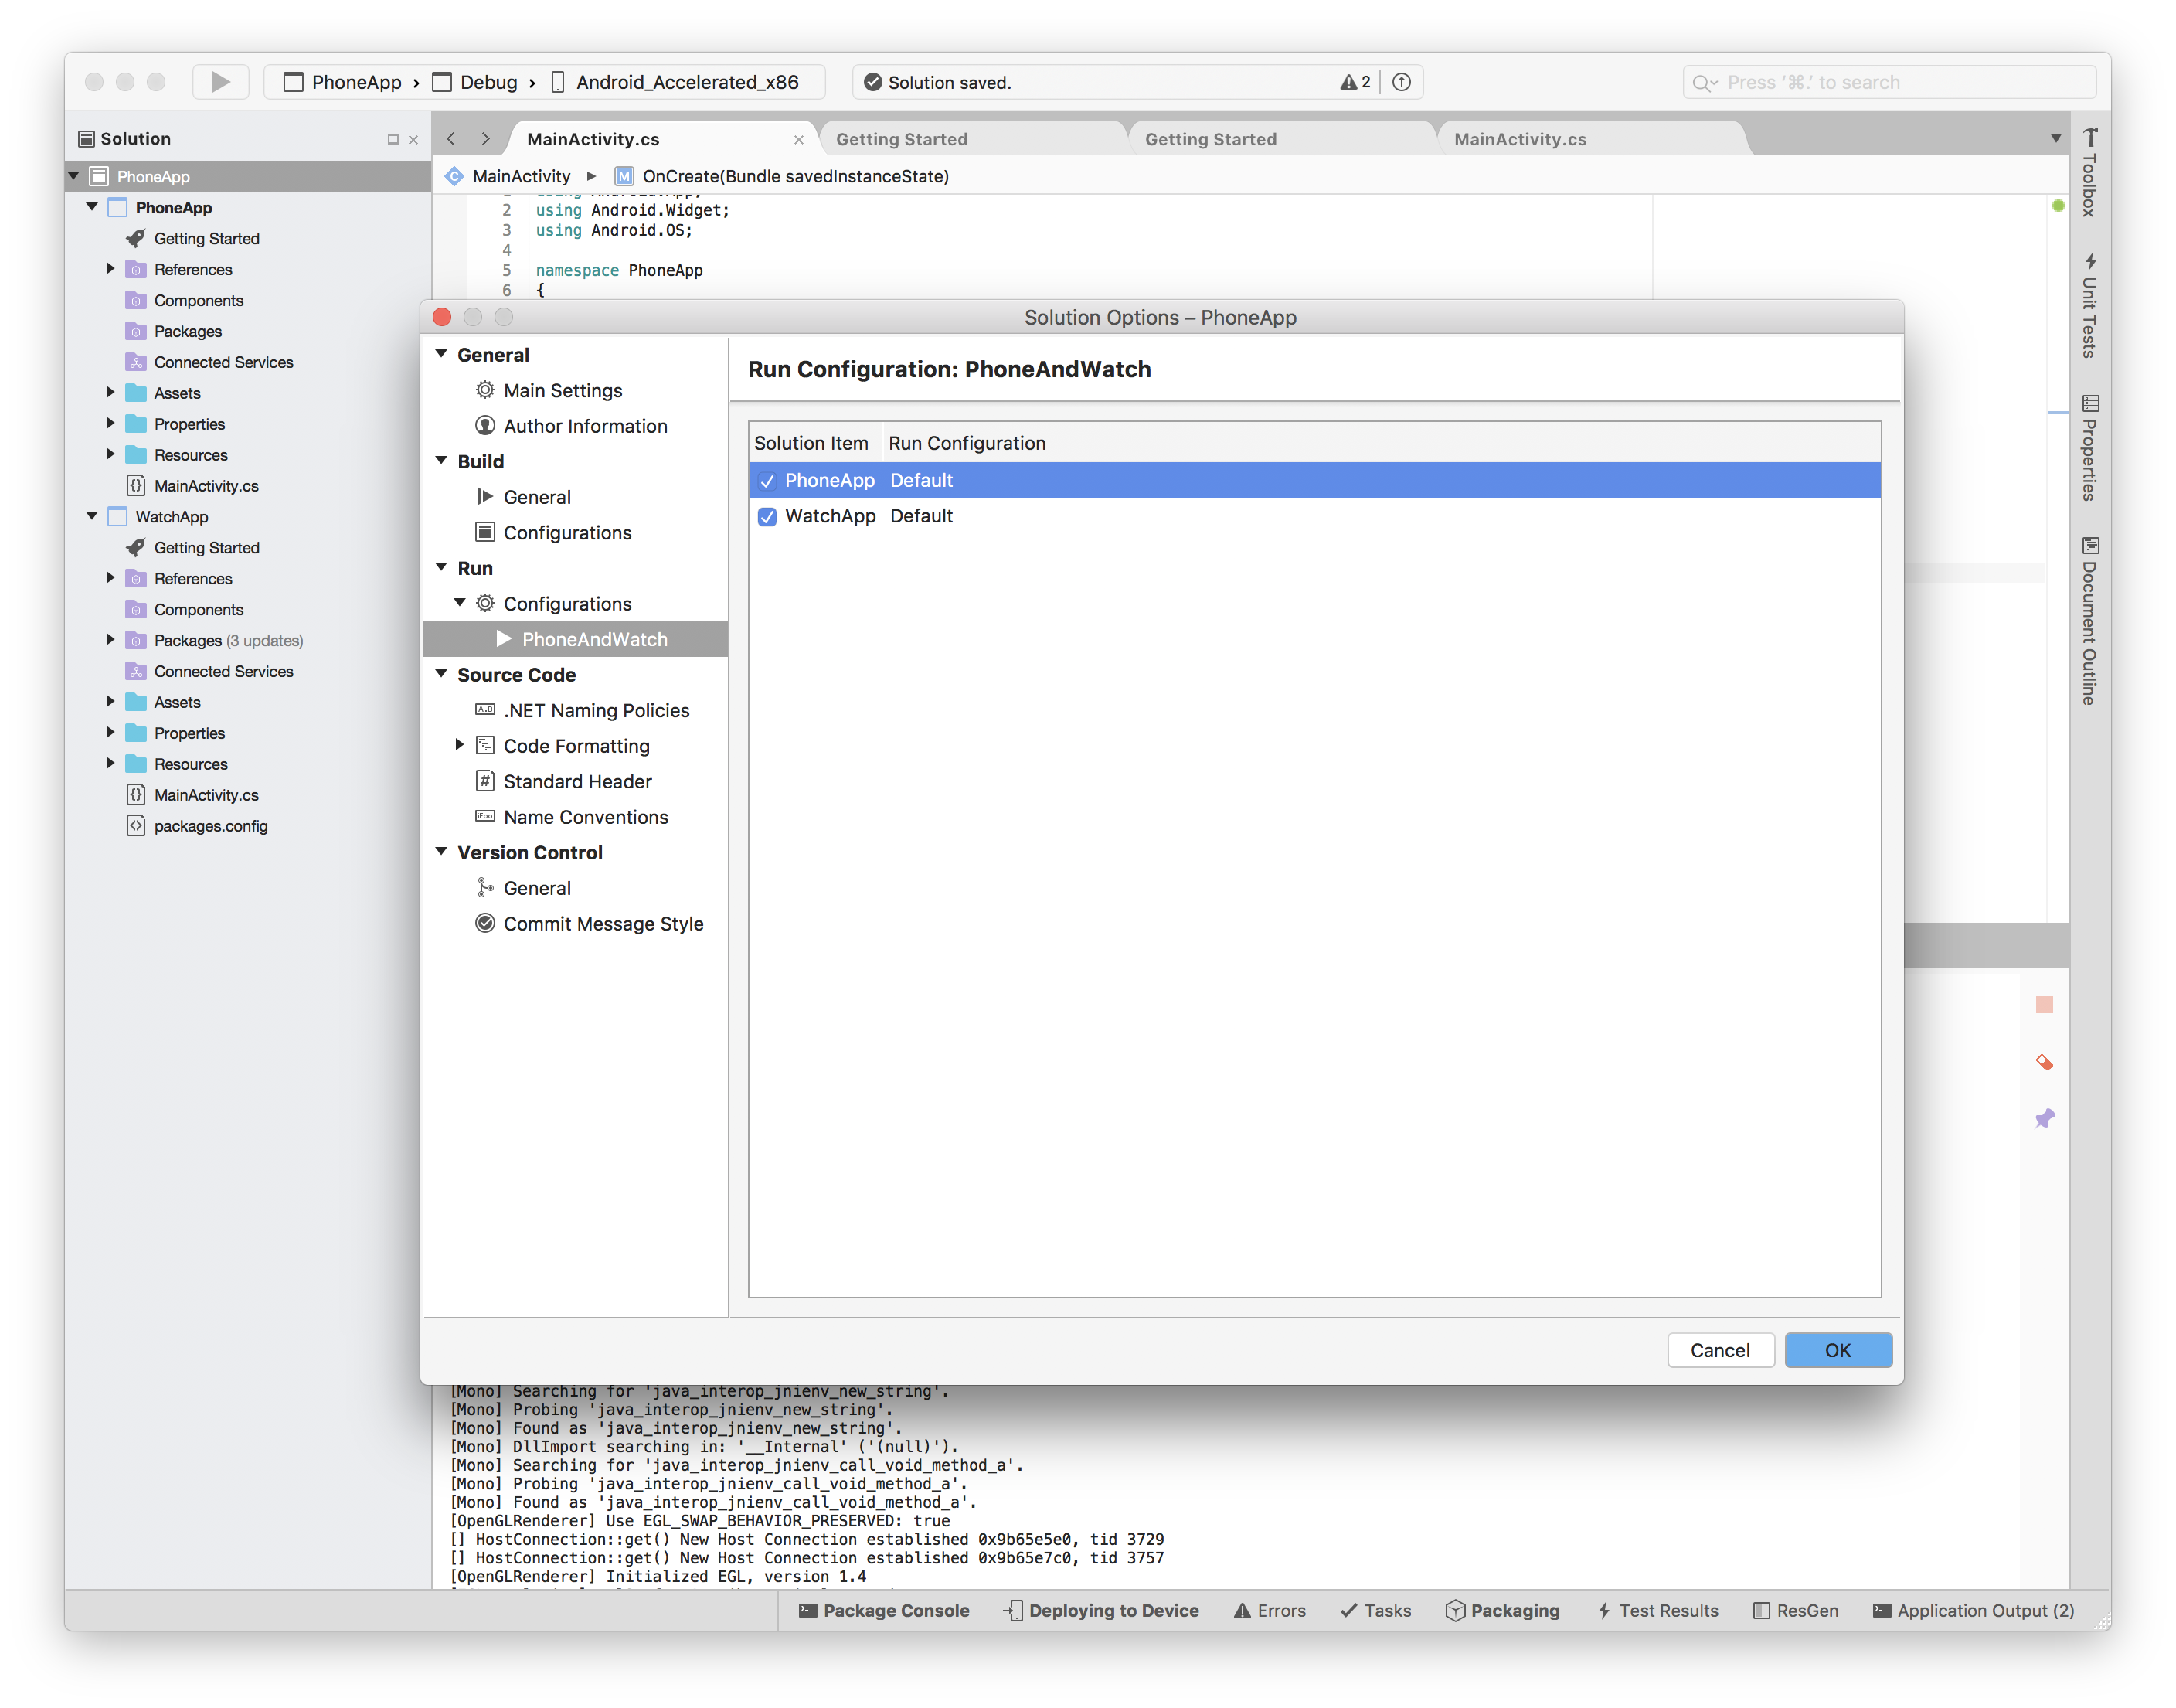 PhoneApp › Debug › Android_Accelerated_x86
Solution saved.
2
Press ‘⌘.’ to search
Solution
PhoneApp
PhoneApp
Getting Started
References
Components
Packages
Connected Services
Assets
Properties
Resources
MainActivity.cs
WatchApp
Getting Started
References
Components
Packages (3 updates)
Connected Services
Assets
Properties
Resources
MainActivity.cs
packages.config
MainActivity.cs
Getting Started
Getting Started
MainActivity.cs
MainActivity
OnCreate(Bundle savedInstanceState)
2 using Android.Widget;
3 using Android.OS;
4
5 namespace PhoneApp
6 {
Toolbox
Unit Tests
Properties
Document Outline
Solution Options – PhoneApp
General
Main Settings
Author Information
Build
General
Configurations
Run
Configurations
PhoneAndWatch
Source Code
.NET Naming Policies
Code Formatting
Standard Header
Name Conventions
Version Control
General
Commit Message Style
Run Configuration: PhoneAndWatch
Solution Item Run Configuration
PhoneApp Default
WatchApp Default
Cancel
OK
[Mono] Searching for 'java_interop_jnienv_new_string'.
[Mono] Probing 'java_interop_jnienv_new_string'.
[Mono] Found as 'java_interop_jnienv_new_string'.
[Mono] DllImport searching in: '__Internal' ('(null)').
[Mono] Searching for 'java_interop_jnienv_call_void_method_a'.
[Mono] Probing 'java_interop_jnienv_call_void_method_a'.
[Mono] Found as 'java_interop_jnienv_call_void_method_a'.
[OpenGLRenderer] Use EGL_SWAP_BEHAVIOR_PRESERVED: true
[] HostConnection::get() New Host Connection established 0x9b65e5e0, tid 3729
[] HostConnection::get() New Host Connection established 0x9b65e7c0, tid 3757
[OpenGLRenderer] Initialized EGL, version 1.4
Package Console
Deploying to Device
Errors
Tasks
Packaging
Test Results
ResGen
Application Output (2)